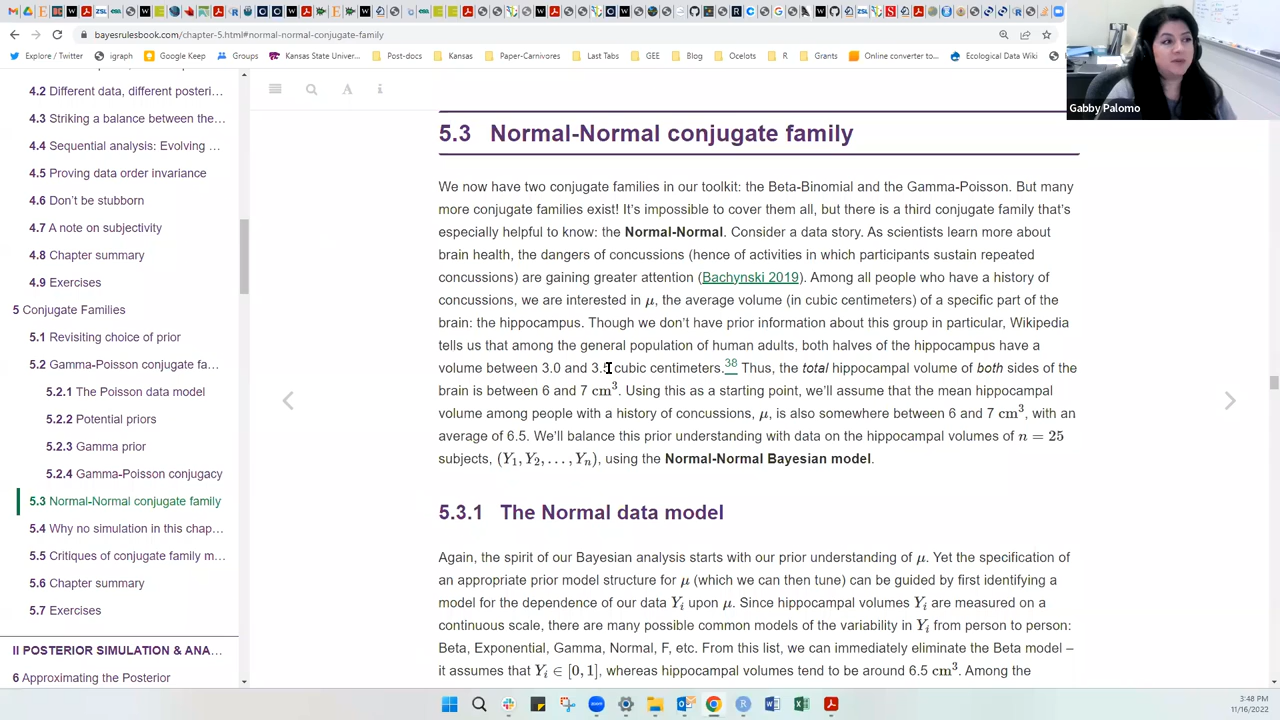 bayesrulesbook.com/chapter-5.html#normal-normal-conjugate-family
Explore / Twitter
igraph
Google Keep
Groups
Kansas State Univer...
Post-docs
Kansas
Paper-Carnivores
Last Tabs
GEE
Blog
Ocelots
R
Grants
Online converter to...
Ecological Data Wiki
Gabby Palomo
4.2 Different data, different posteri...
4.3 Striking a balance between the...
4.4 Sequential analysis: Evolving ...
4.5 Proving data order invariance
4.6 Don't be stubborn
4.7 A note on subjectivity
4.8 Chapter summary
4.9 Exercises
5 Conjugate Families
5.1 Revisiting choice of prior
5.2 Gamma-Poisson conjugate fa...
5.2.1 The Poisson data model
5.2.2 Potential priors
5.2.3 Gamma prior
5.2.4 Gamma-Poisson conjugacy
5.3 Normal-Normal conjugate family
5.4 Why no simulation in this chap...
5.5 Critiques of conjugate family m...
5.6 Chapter summary
5.7 Exercises
II POSTERIOR SIMULATION & ANA...
6 Approximating the Posterior
5.3 Normal-Normal conjugate family
We now have two conjugate families in our toolkit: the Beta-Binomial and the Gamma-Poisson. But many
more conjugate families exist! It's impossible to cover them all, but there is a third conjugate family that's
especially helpful to know: the Normal-Normal. Consider a data story. As scientists learn more about
brain health, the dangers of concussions (hence of activities in which participants sustain repeated
concussions) are gaining greater attention (Bachynski 2019). Among all people who have a history of
concussions, we are interested in μ, the average volume (in cubic centimeters) of a specific part of the
brain: the hippocampus. Though we don't have prior information about this group in particular, Wikipedia
tells us that among the general population of human adults, both halves of the hippocampus have a
volume between 3.0 and 3.5 cubic centimeters.38 Thus, the total hippocampal volume of both sides of the
brain is between 6 and 7 cm³. Using this as a starting point, we'll assume that the mean hippocampal
volume among people with a history of concussions, μ, is also somewhere between 6 and 7 cm³, with an
average of 6.5. We'll balance this prior understanding with data on the hippocampal volumes of n = 25
subjects, (Y₁, Y₂, . . . , Yₙ), using the Normal-Normal Bayesian model.
5.3.1 The Normal data model
Again, the spirit of our Bayesian analysis starts with our prior understanding of μ. Yet the specification of
an appropriate prior model structure for μ (which we can then tune) can be guided by first identifying a
model for the dependence of our data Yᵢ upon μ. Since hippocampal volumes Yᵢ are measured on a
continuous scale, there are many possible common models of the variability in Yᵢ from person to person:
Beta, Exponential, Gamma, Normal, F, etc. From this list, we can immediately eliminate the Beta model –
it assumes that Yᵢ ∈ [0, 1], whereas hippocampal volumes tend to be around 6.5 cm³. Among the
3:48 PM
11/16/2022